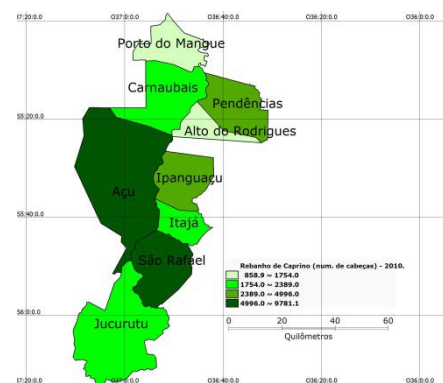 37:20:0.0 037:0:0.0 036:40:0.0 036:20:0.0 036:0:0.0
Porto do Mangue
Carnaubais
Pendências
55:20:0.0
Alto do Rodrigues
Ipanguaçu
Açu
55:40:0.0
Itajá
São Rafael
Rebanho de Caprino (num. de cabeças) - 2010.
858.9 ~ 1754.0
1754.0 ~ 2389.0
2389.0 ~ 4996.0
4996.0 ~ 9781.1
56:0:0.0
Jucurutu
0 20 40 60
Quilômetros
37:20:0.0 037:0:0.0 036:40:0.0 036:20:0.0 036:0:0.0